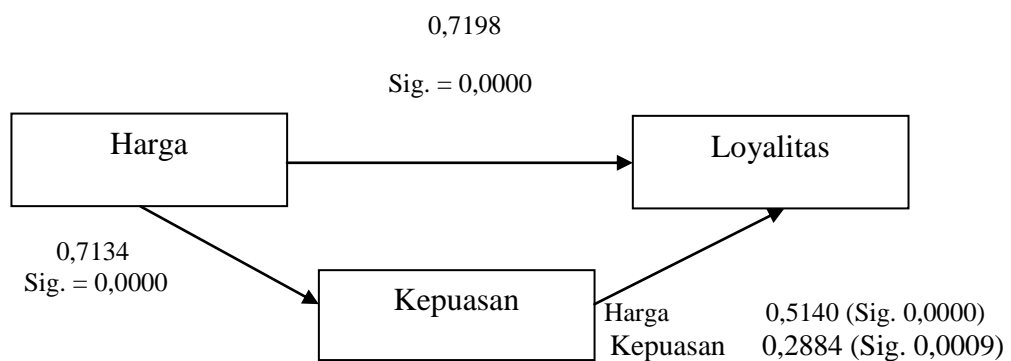 0,7198
Sig. = 0,0000
Harga
Loyalitas
0,7134
Sig. = 0,0000
Kepuasan
Harga 0,5140 (Sig. 0,0000)
Kepuasan 0,2884 (Sig. 0,0009)